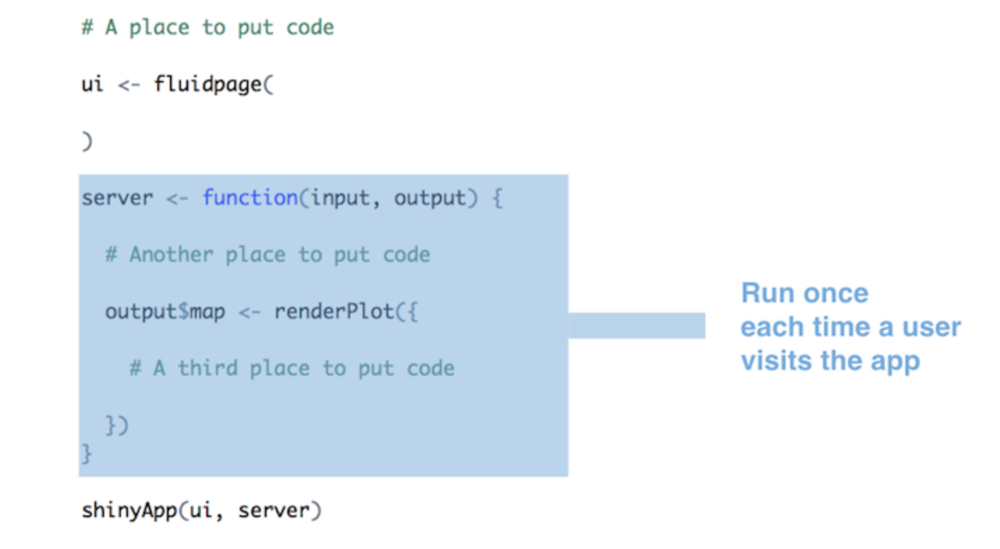 # A place to put code
ui <- fluidpage(
)
server <- function(input, output) {
# Another place to put code
output$map <- renderPlot({
# A third place to put code
})
}
shinyApp(ui, server)
Run once
each time a user
visits the app